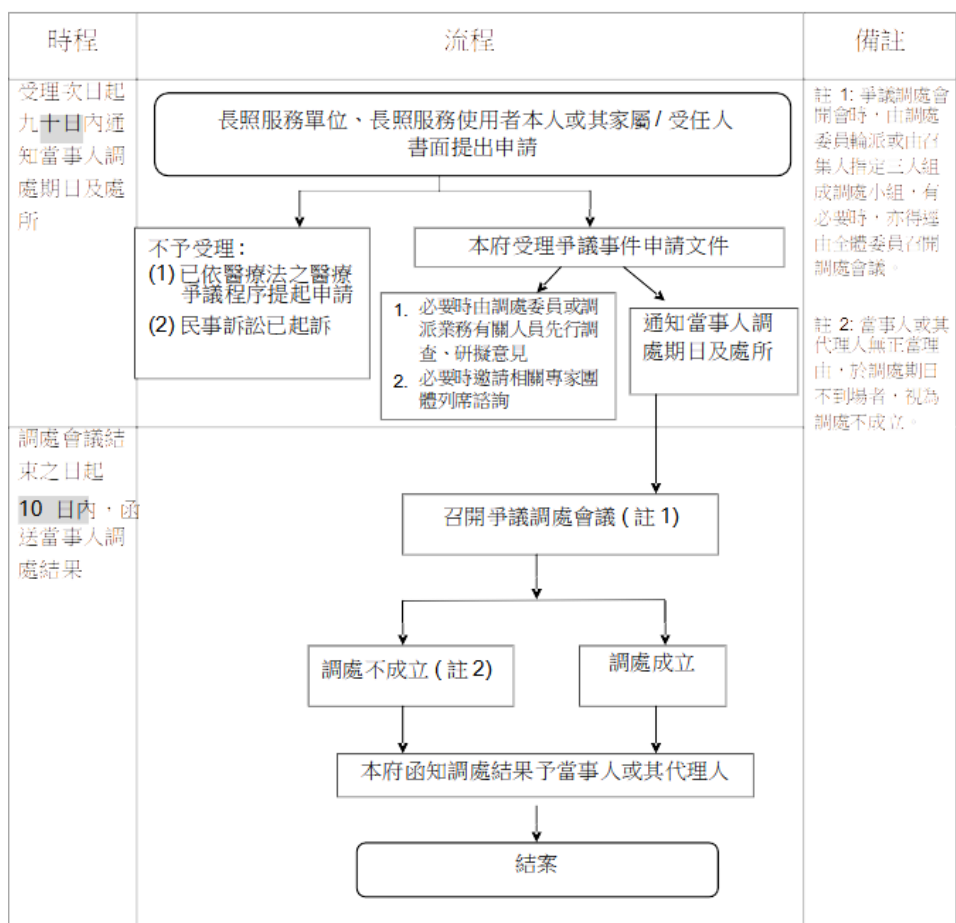 時程
流程
備註
受理次日起
九十日內通
知當事人調
處期日及處
所
長照服務單位、長照服務使用者本人或其家屬 / 受任人
書面提出申請
不予受理：
(1) 已依醫療法之醫療
爭議程序提起申請
(2) 民事訴訟已起訴
本府受理爭議事件申請文件
1. 必要時由調處委員或調
派業務有關人員先行調
查、研擬意見
2. 必要時邀請相關專家團
體列席諮詢
通知當事人調
處期日及處所
註 1: 爭議調處會
開會時，由調處
委員輪派或由召
集人指定三人組
成調處小組，有
必要時，亦得逕
由全體委員召開
調處會議。
註 2: 當事人或其
代理人無正當理
由，於調處期日
不到場者，視為
調處不成立。
調處會議結
束之日起
10 日內，函
送當事人調
處結果
召開爭議調處會議 ( 註 1)
調處不成立 ( 註 2)
調處成立
本府函知調處結果予當事人或其代理人
結案